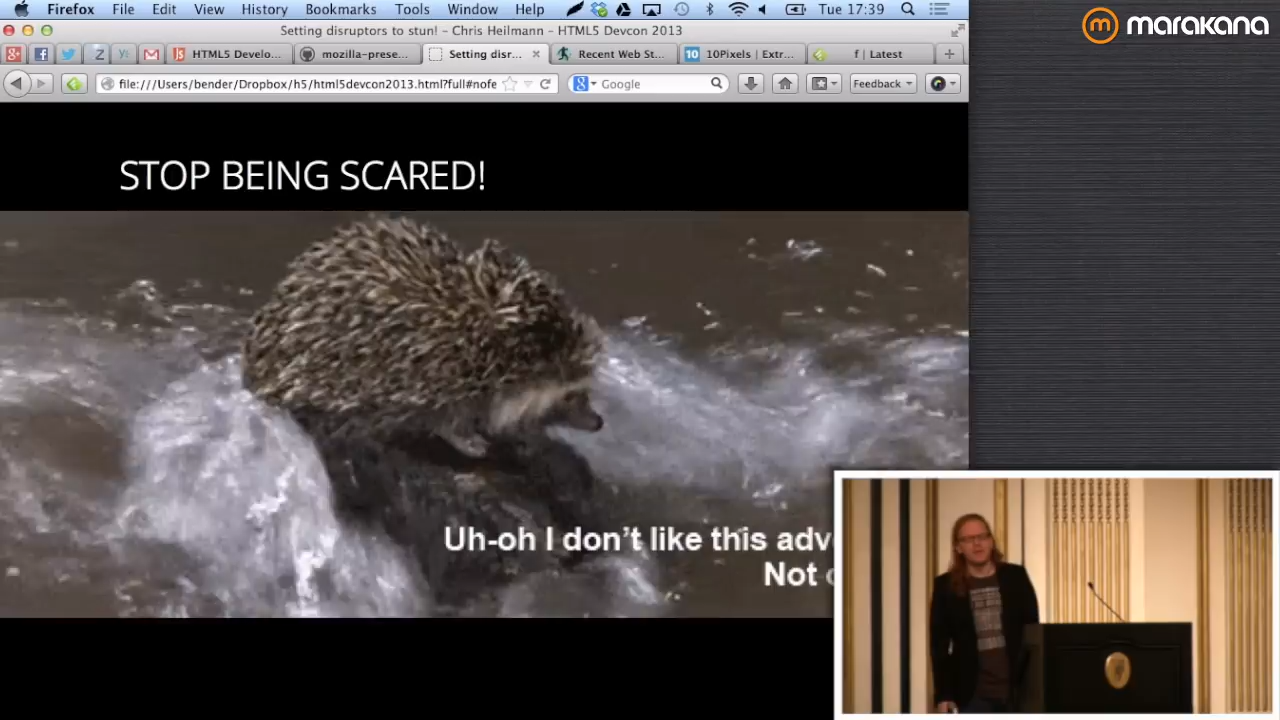 Firefox File Edit View History Bookmarks Tools Window Help Tue 17:39
marakana
Setting disruptors to stun! - Chris Heilmann - HTML5 Devcon 2013
HTML5 Develo... mozilla-prese... Setting disr... Recent Web St... 10Pixels | Extr... f | Latest
file:///Users/bender/Dropbox/h5/html5devcon2013.html?full#nofe Google Feedback
STOP BEING SCARED!
Uh-oh I don't like this adv
Not